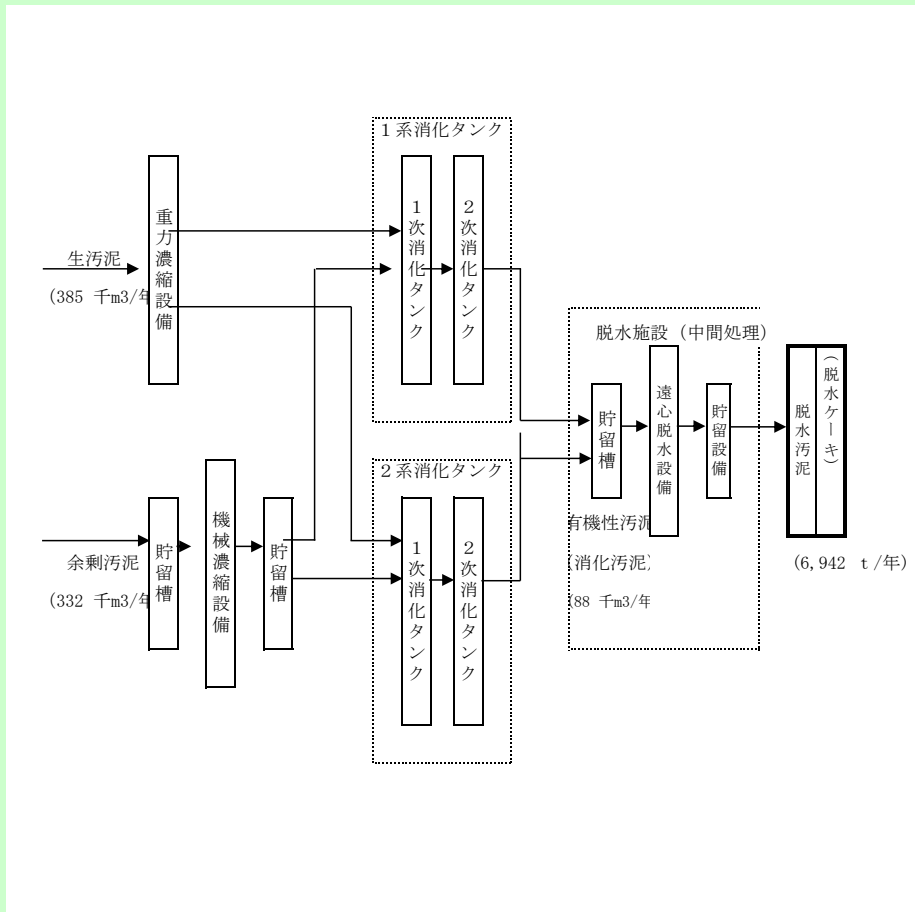 １系消化タンク
重力濃縮設備
１次消化タンク
２次消化タンク
生汚泥
(385 千m3/年
脱水施設（中間処理）
貯留槽
遠心脱水設備
貯留設備
脱水汚泥
（脱水ケーキ）
２系消化タンク
余剰汚泥
(332 千m3/年
貯留槽
機械濃縮設備
貯留槽
１次消化タンク
２次消化タンク
有機性汚泥
(消化汚泥)
(88 千m3/年
(6,942 ｔ/年)